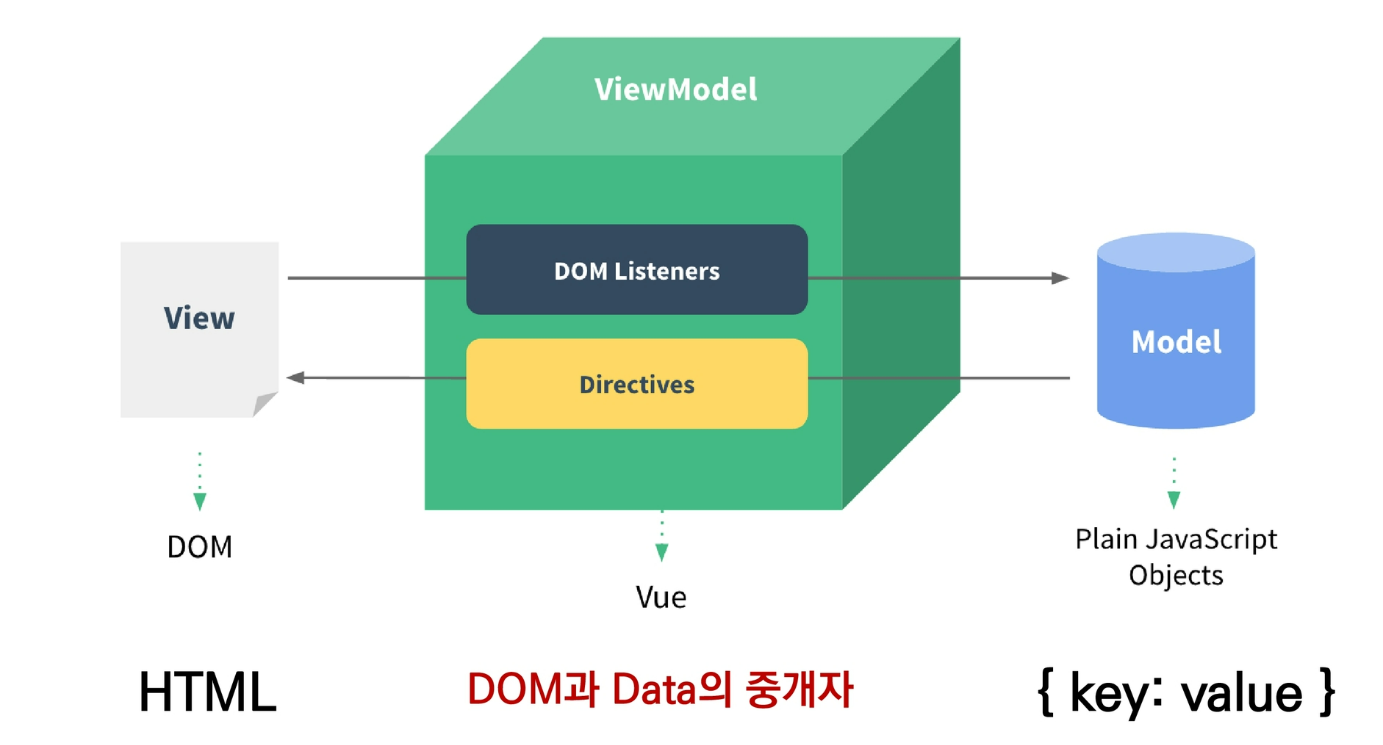 ViewModel
DOM Listeners
View
Model
Directives
DOM
Plain JavaScript
Objects
Vue
HTML
DOM과 Data의 중개자
{ key: value }